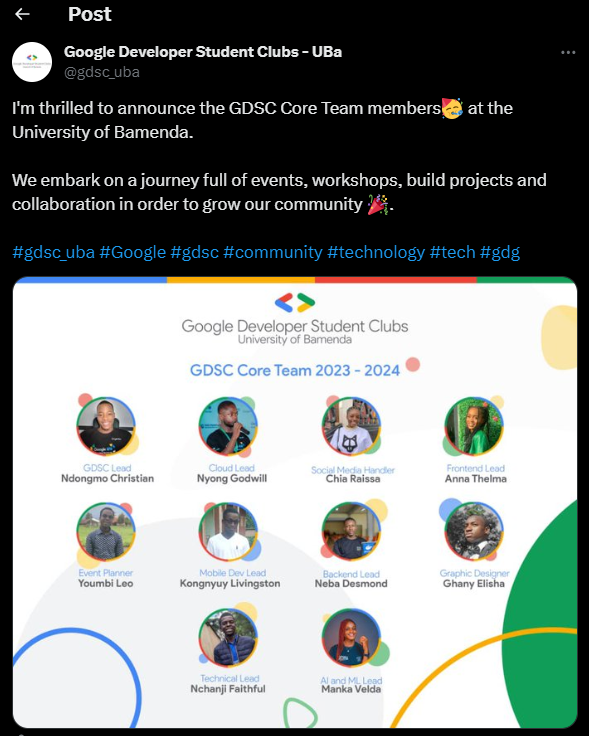 Post
Google Developer Student Clubs - UBa
@gdsc_uba
I'm thrilled to announce the GDSC Core Team members🥳 at the
University of Bamenda.
We embark on a journey full of events, workshops, build projects and
collaboration in order to grow our community 🎉.
#gdsc_uba #Google #gdsc #community #technology #tech #gdg
Google Developer Student Clubs
University of Bamenda
GDSC Core Team 2023 - 2024
GDSC Lead
Ndongmo Christian
Cloud Lead
Nyong Godwill
Social Media Handler
Chia Raissa
Frontend Lead
Anna Thelma
Event Planner
Youmbi Leo
Mobile Dev Lead
Kongnyuy Livingston
Backend Lead
Neba Desmond
Graphic Designer
Ghany Elisha
Technical Lead
Nchanji Faithful
AI and ML Lead
Manka Velda